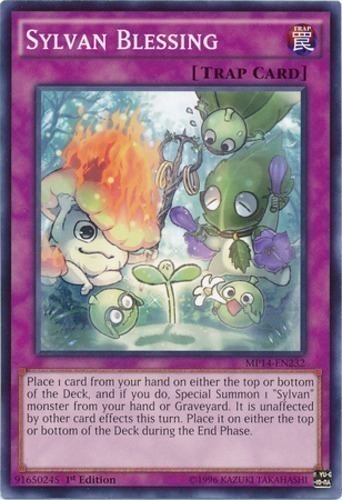 Sylvan Blessing
TRAP
罠
[Trap Card]
MP14-EN232
Place 1 card from your hand on either the top or bottom
of the Deck, and if you do, Special Summon 1 "Sylvan"
monster from your hand or Graveyard. It is unaffected
by other card effects this turn. Place it on either the top
or bottom of the Deck during the End Phase.
91650245 1st Edition ©1996 KAZUKI TAKAHASHI